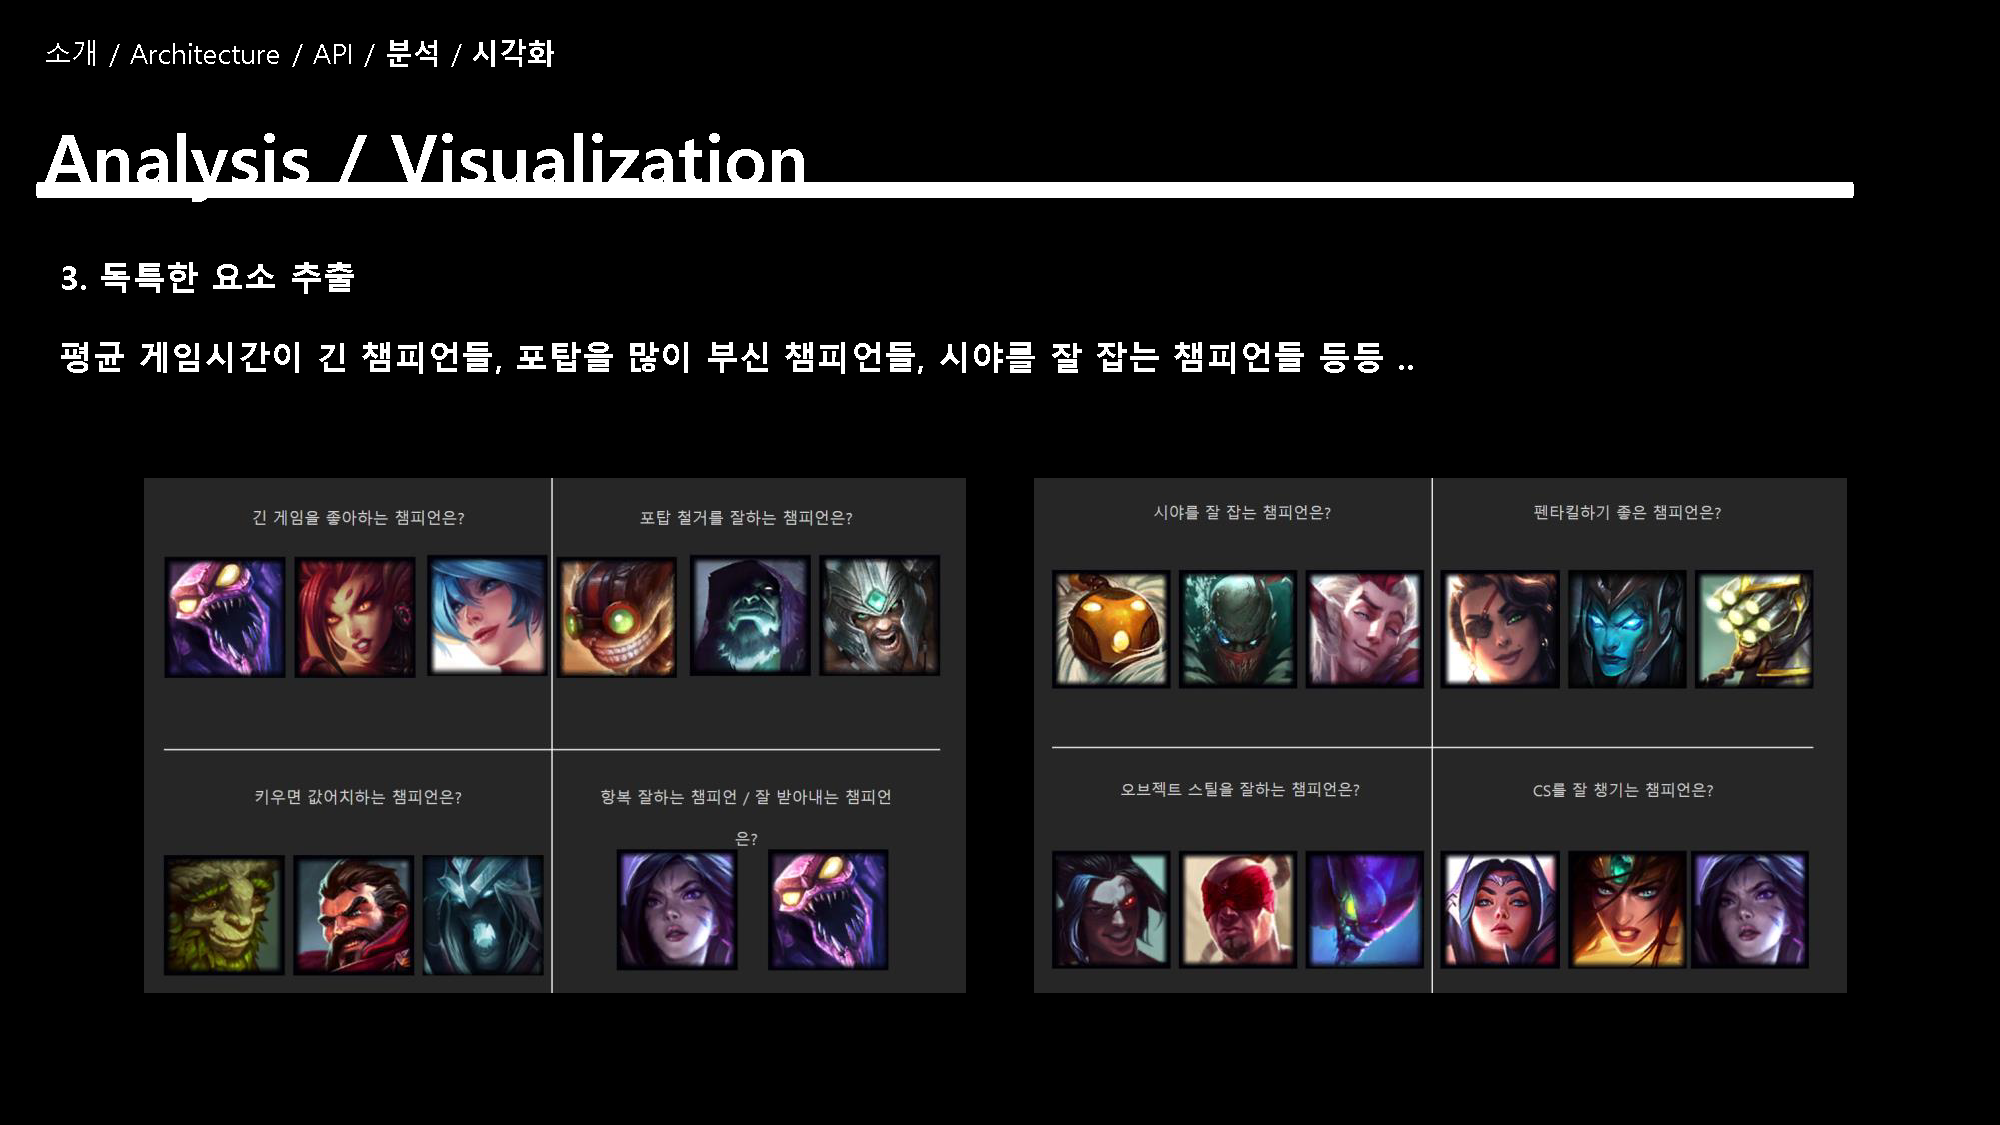 소개 / Architecture / API / 분석 / 시각화
Analysis / Visualization
3. 독특한 요소 추출
평균 게임시간이 긴 챔피언들, 포탑을 많이 부신 챔피언들, 시야를 잘 잡는 챔피언들 등등 ..
긴 게임을 좋아하는 챔피언은?
포탑 철거를 잘하는 챔피언은?
키우면 값어치하는 챔피언은?
항복 잘하는 챔피언 / 잘 받아내는 챔피언
은?
시야를 잘 잡는 챔피언은?
펜타킬하기 좋은 챔피언은?
오브젝트 스틸을 잘하는 챔피언은?
CS를 잘 챙기는 챔피언은?